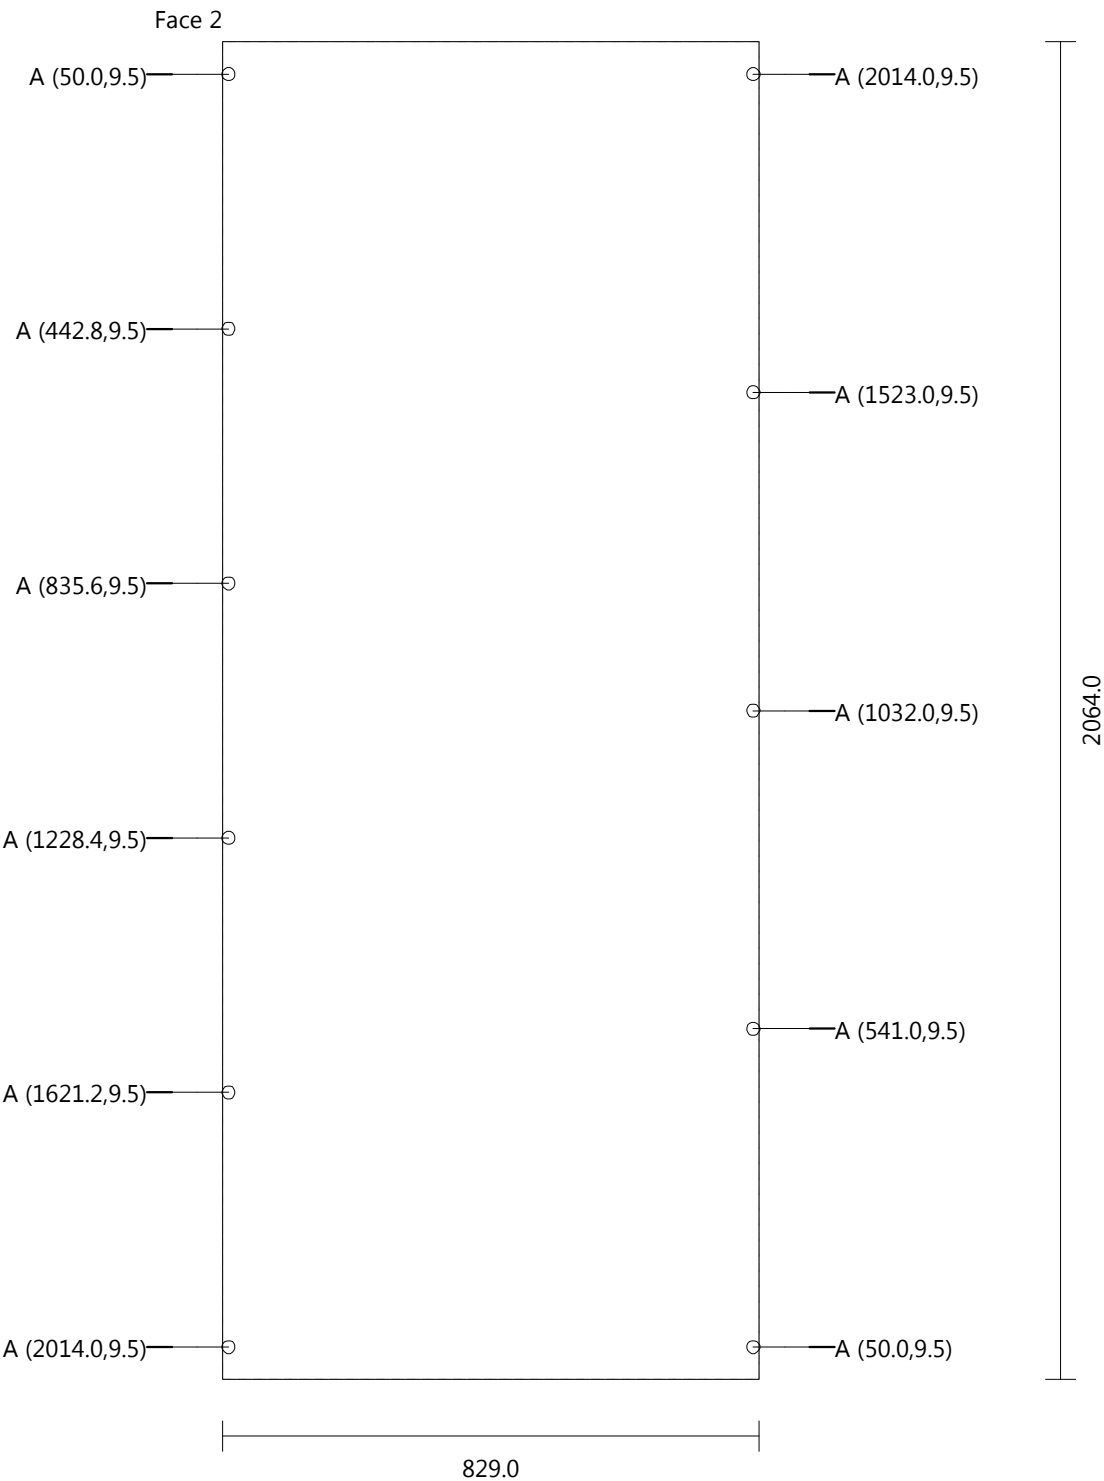 Face 2
A (50.0,9.5)
A (2014.0,9.5)
A (442.8,9.5)
A (1523.0,9.5)
A (835.6,9.5)
A (1032.0,9.5)
2064.0
A (1228.4,9.5)
A (541.0,9.5)
A (1621.2,9.5)
A (2014.0,9.5)
A (50.0,9.5)
829.0